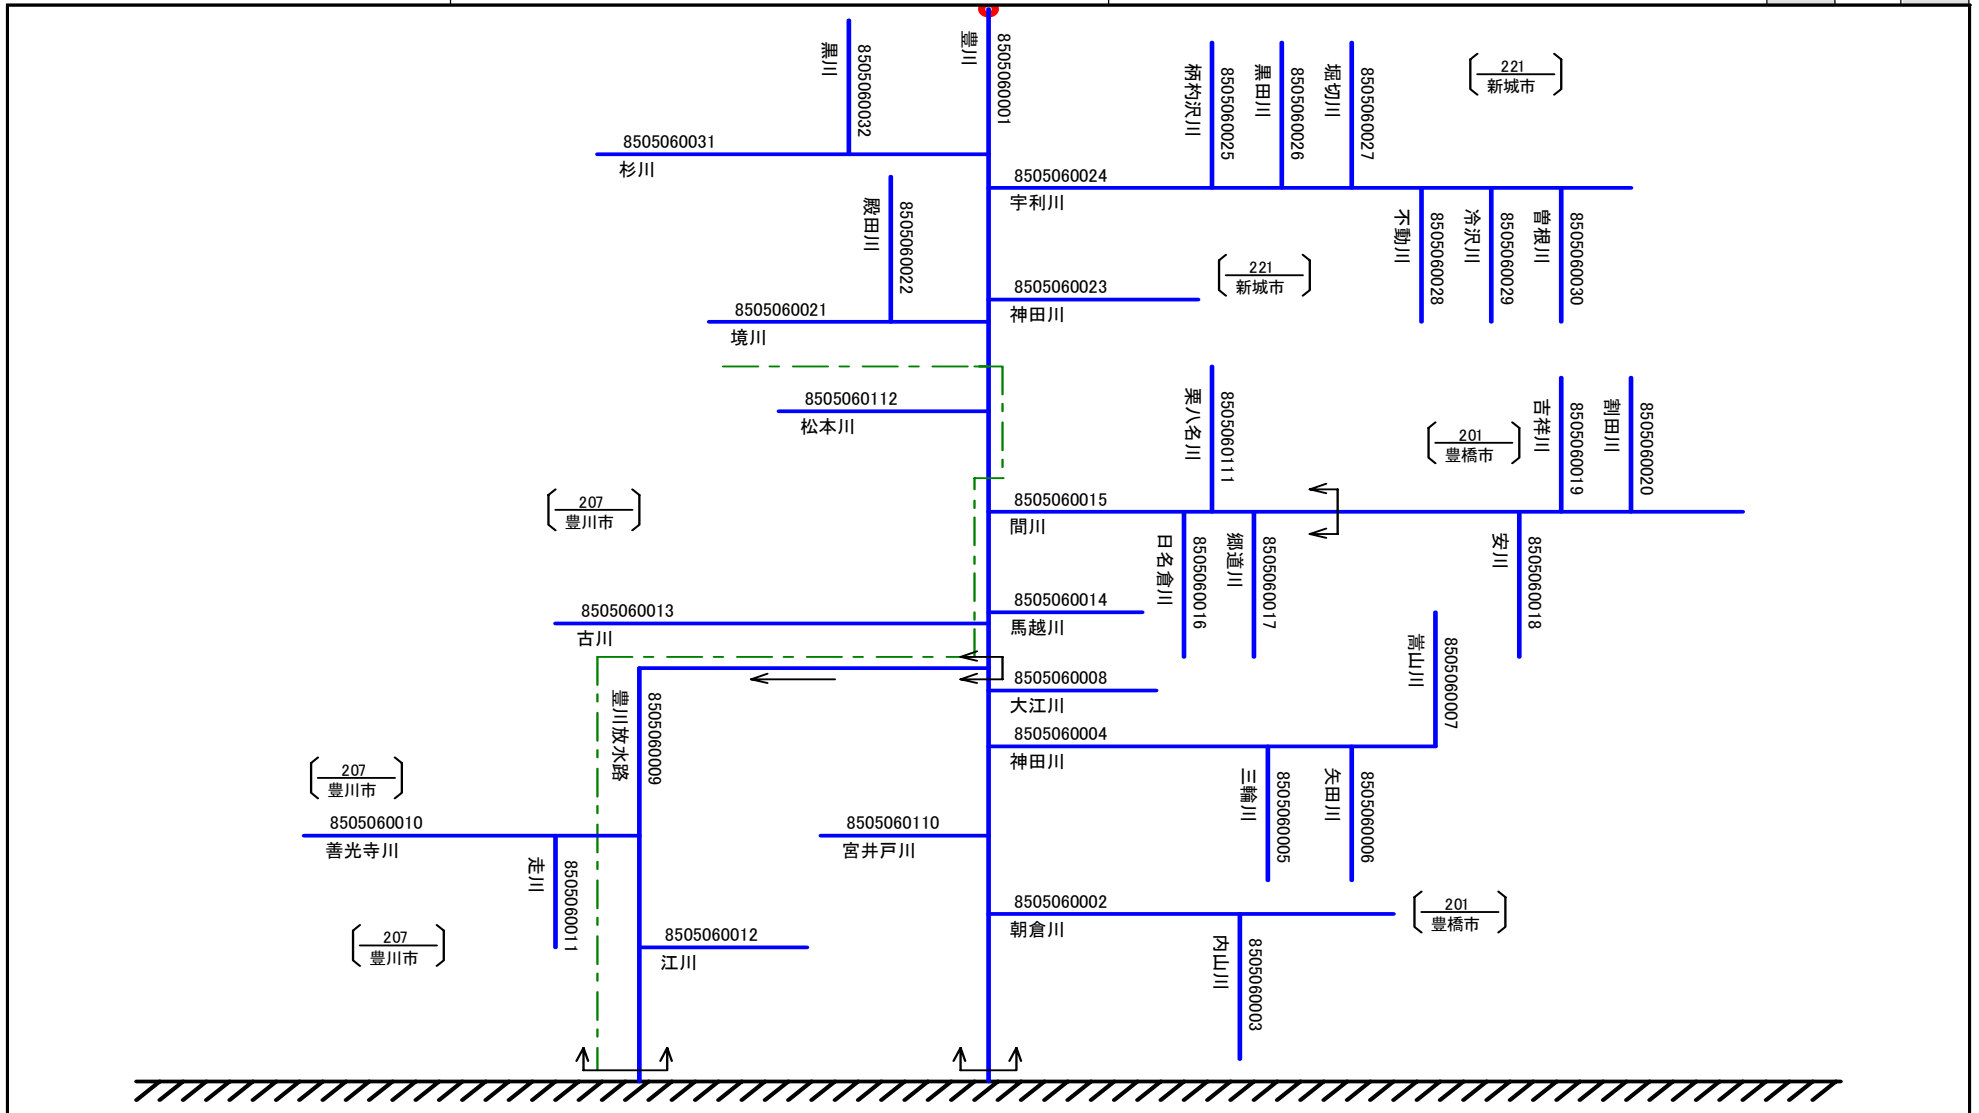 豊川
8505060001
黒川
8505060032
8505060031
杉川
柄杓沢川
8505060025
黒田川
8505060026
堀切川
8505060027
221
新城市
8505060024
宇利川
不動川
8505060028
冷沢川
8505060029
曽根川
8505060030
殿田川
8505060022
8505060021
境川
8505060023
神田川
221
新城市
8505060112
松本川
栗八名川
8505060111
201
豊橋市
吉祥川
8505060019
割田川
8505060020
207
豊川市
8505060015
間川
日名倉川
8505060016
郷道川
8505060017
安川
8505060018
8505060013
古川
8505060014
馬越川
8505060008
大江川
嵩山川
8505060007
豊川放水路
8505060009
8505060004
神田川
三輪川
8505060005
矢田川
8505060006
207
豊川市
8505060010
善光寺川
走川
8505060011
8505060110
宮井戸川
207
豊川市
8505060012
江川
8505060002
朝倉川
内山川
8505060003
201
豊橋市